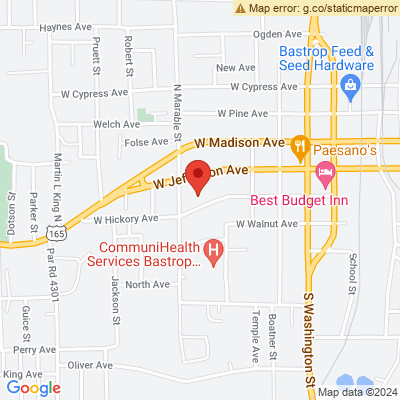 Map error: g.co/staticmaperror
Haynes Ave
Ogden Ave
Bastrop Feed &
Seed Hardware
Pruett St
Robert St
New Ave
W Cypress Ave
W Cypress Ave
N Marable St
W Pine Ave
Welch Ave
Folse Ave
W Madison Ave
Paesano's
W Jefferson Ave
Best Budget Inn
Martin L King N
Parker St
Dotson St
165
W Hickory Ave
W Walnut Ave
CommuniHealth
Services Bastrop...
H
Par Rd 4301
Jackson St
North Ave
School St
S Washington St
Boatner St
Temple Ave
Guice St
Perry Ave
Oliver Ave
King Ave
Google
Map data ©2024